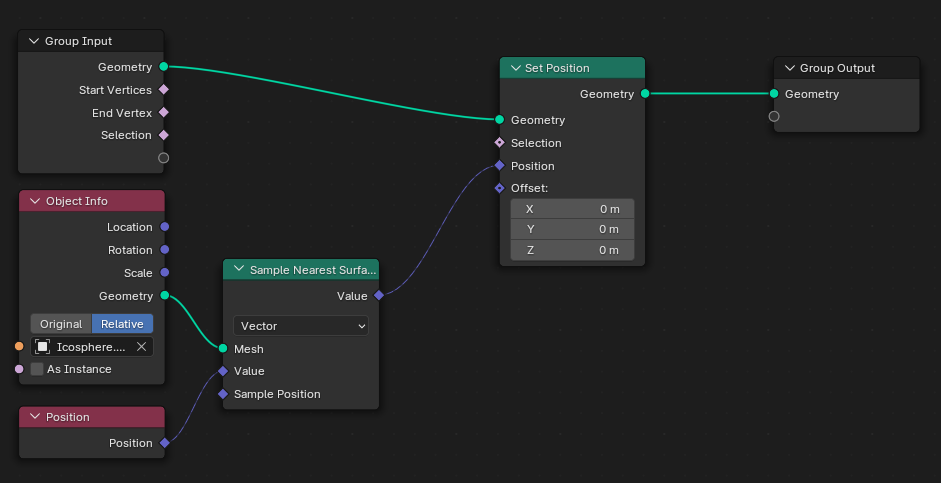 Group Input
Geometry
Start Vertices
End Vertex
Selection
Object Info
Location
Rotation
Scale
Geometry
Original Relative
Icosphere....
As Instance
Position
Position
Sample Nearest Surfa...
Value
Vector
Mesh
Value
Sample Position
Set Position
Geometry
Geometry
Selection
Position
Offset:
X 0 m
Y 0 m
Z 0 m
Group Output
Geometry